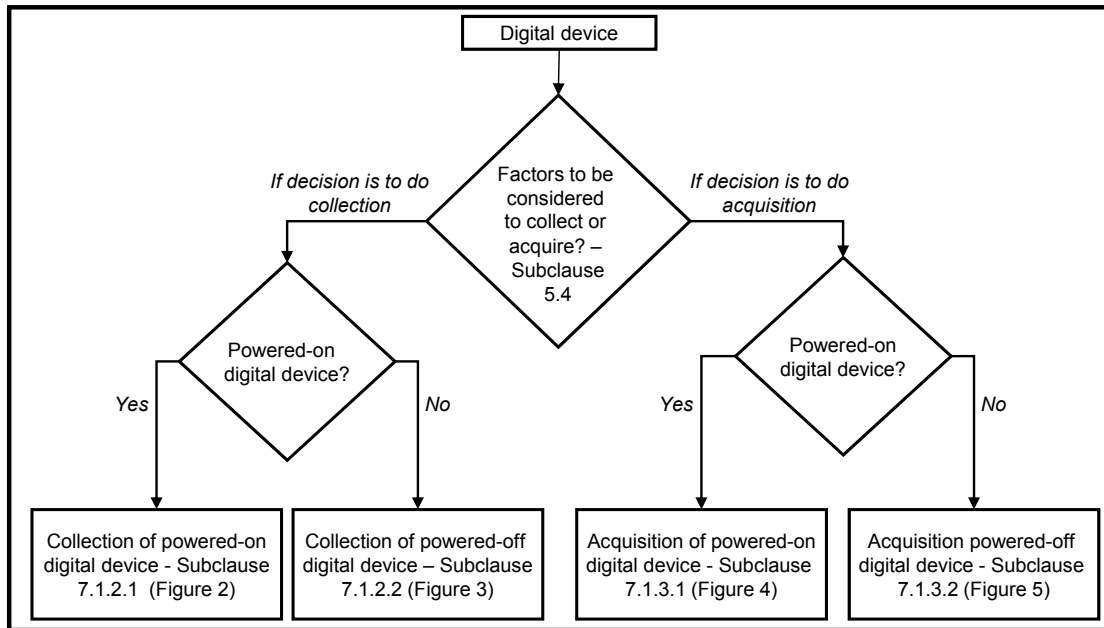 Digital device
If decision is to do
collection
Factors to be
considered
to collect or
acquire? –
Subclause
5.4
If decision is to do
acquisition
Powered-on
digital device?
Powered-on
digital device?
Yes
No
Yes
No
Collection of powered-on
digital device - Subclause
7.1.2.1  (Figure 2)
Collection of powered-off
digital device – Subclause
7.1.2.2 (Figure 3)
Acquisition of powered-on
digital device - Subclause
7.1.3.1 (Figure 4)
Acquisition powered-off
digital device - Subclause
7.1.3.2 (Figure 5)